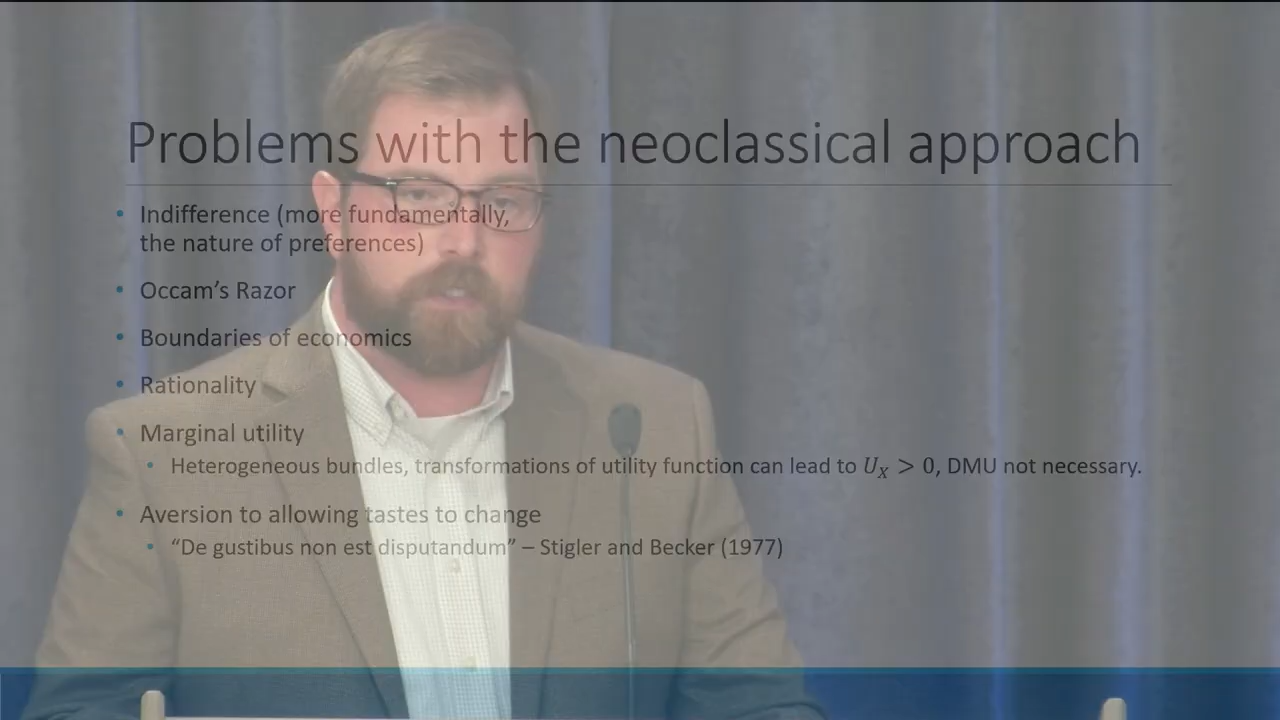 Problems with the neoclassical approach
• Indifference (more fundamentally,
the nature of preferences)
• Occam’s Razor
• Boundaries of economics
• Rationality
• Marginal utility
• Heterogeneous bundles, transformations of utility function can lead to U_X > 0, DMU not necessary.
• Aversion to allowing tastes to change
• “De gustibus non est disputandum” – Stigler and Becker (1977)